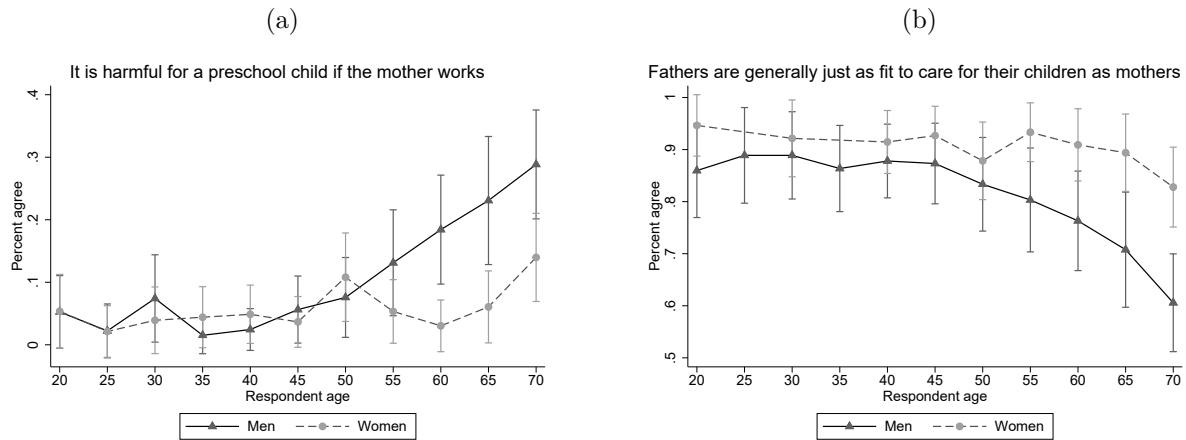 (a)
It is harmful for a preschool child if the mother works
Percent agree
.4
.3
.2
.1
0
20 25 30 35 40 45 50 55 60 65 70
Respondent age
Men Women
(b)
Fathers are generally just as fit to care for their children as mothers
Percent agree
1
.9
.8
.7
.6
.5
20 25 30 35 40 45 50 55 60 65 70
Respondent age
Men Women